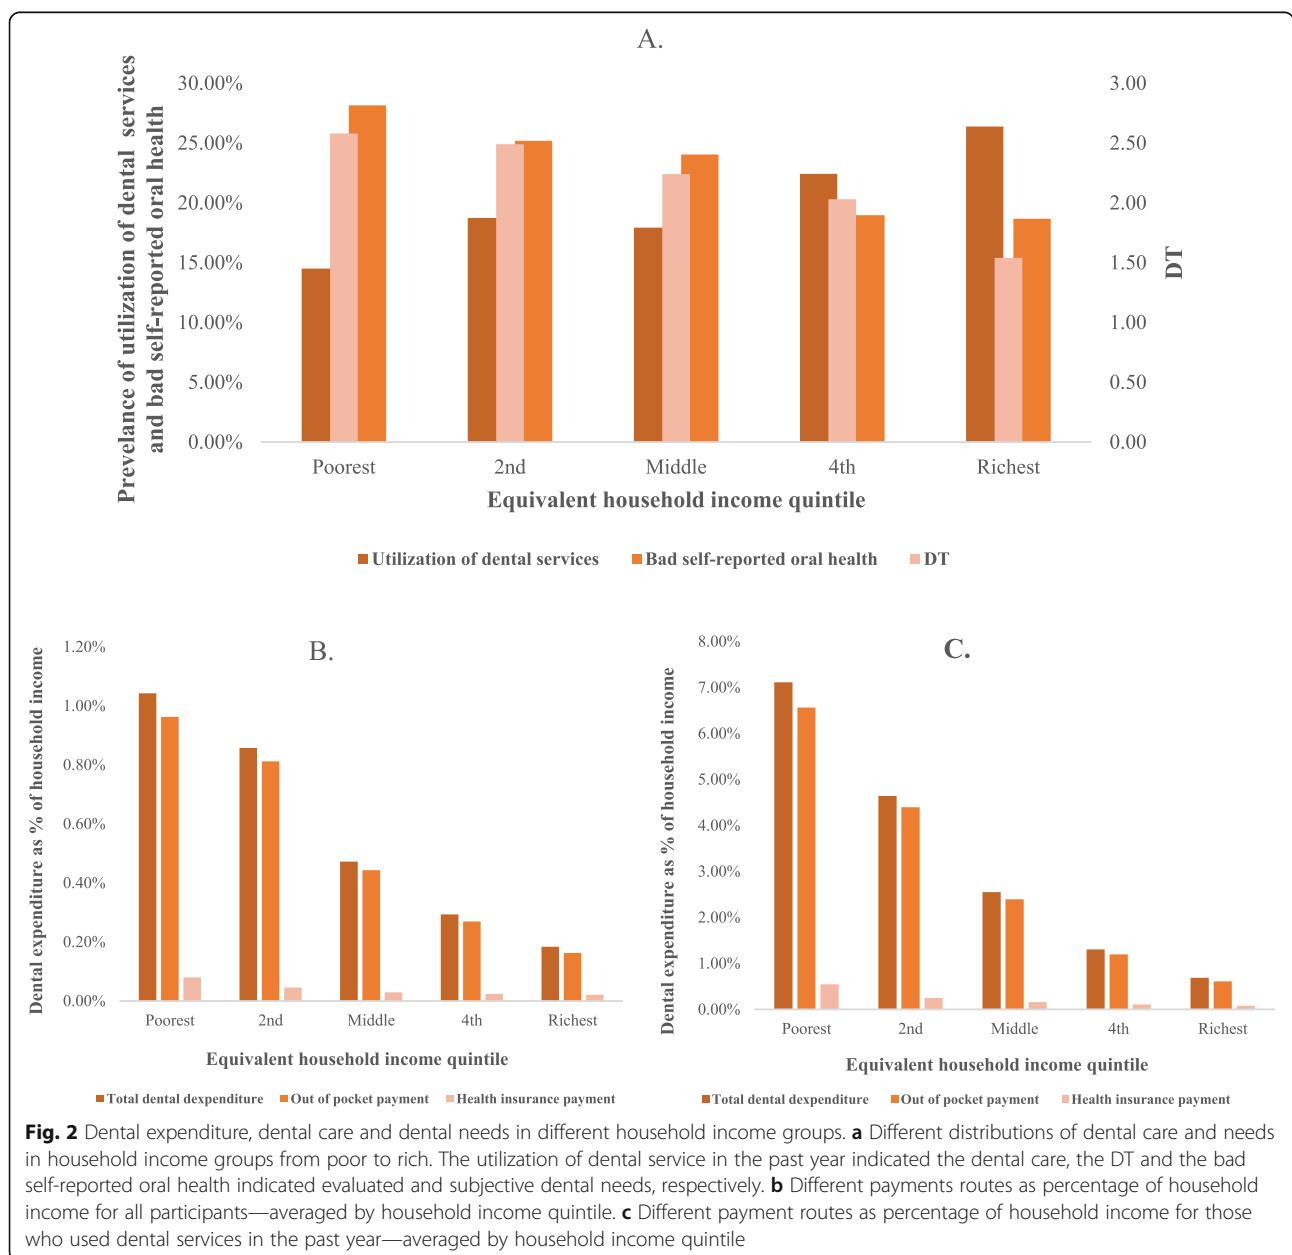 A.
Prevelance of utilization of dental services
and bad self-reported oral health
30.00%
25.00%
20.00%
15.00%
10.00%
5.00%
0.00%
3.00
2.50
2.00
1.50
1.00
0.50
0.00
DT
Poorest 2nd Middle 4th Richest
Equivalent household income quintile
Utilization of dental services Bad self-reported oral health DT
B.
Dental expenditure as % of household income
1.20%
1.00%
0.80%
0.60%
0.40%
0.20%
0.00%
Poorest 2nd Middle 4th Richest
Equivalent household income quintile
Total dental dexpenditure Out of pocket payment Health insurance payment
C.
Dental expenditure as % of household income
8.00%
7.00%
6.00%
5.00%
4.00%
3.00%
2.00%
1.00%
0.00%
Poorest 2nd Middle 4th Richest
Equivalent household income quintile
Total dental dexpenditure Out of pocket payment Health insurance payment
Fig. 2 Dental expenditure, dental care and dental needs in different household income groups. a Different distributions of dental care and needs
in household income groups from poor to rich. The utilization of dental service in the past year indicated the dental care, the DT and the bad
self-reported oral health indicated evaluated and subjective dental needs, respectively. b Different payments routes as percentage of household
income for all participants—averaged by household income quintile. c Different payment routes as percentage of household income for those
who used dental services in the past year—averaged by household income quintile